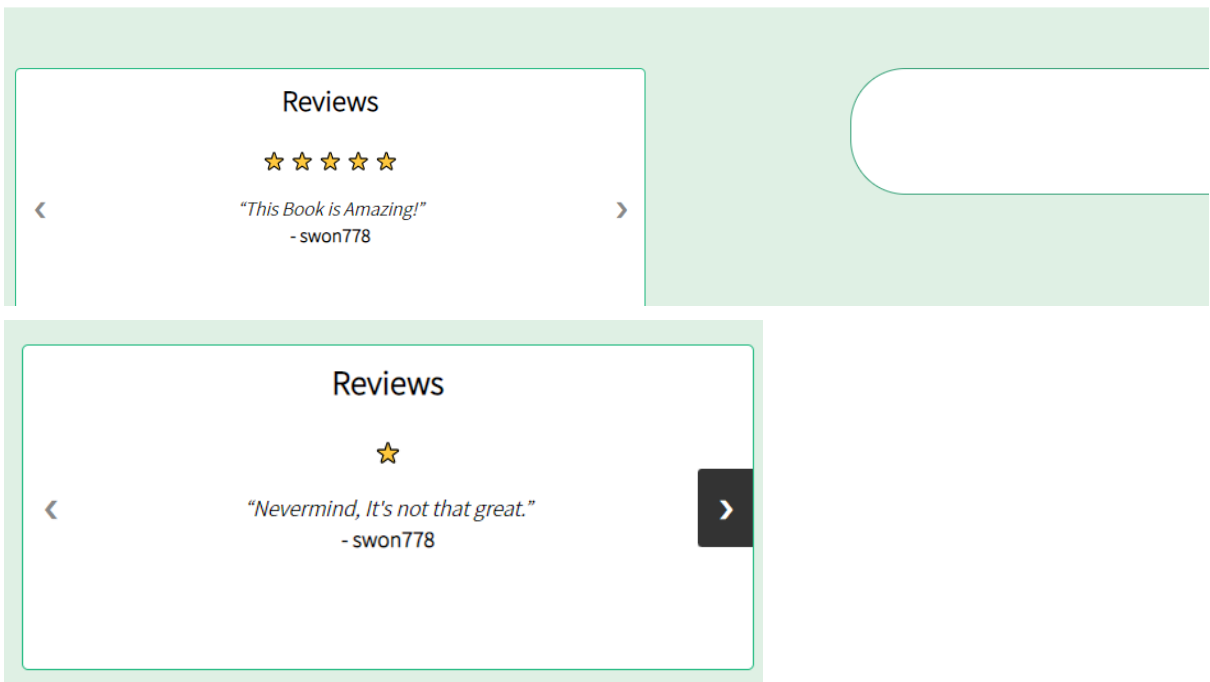 Reviews
“This Book is Amazing!”
- swon778
Reviews
“Nevermind, It's not that great.”
- swon778